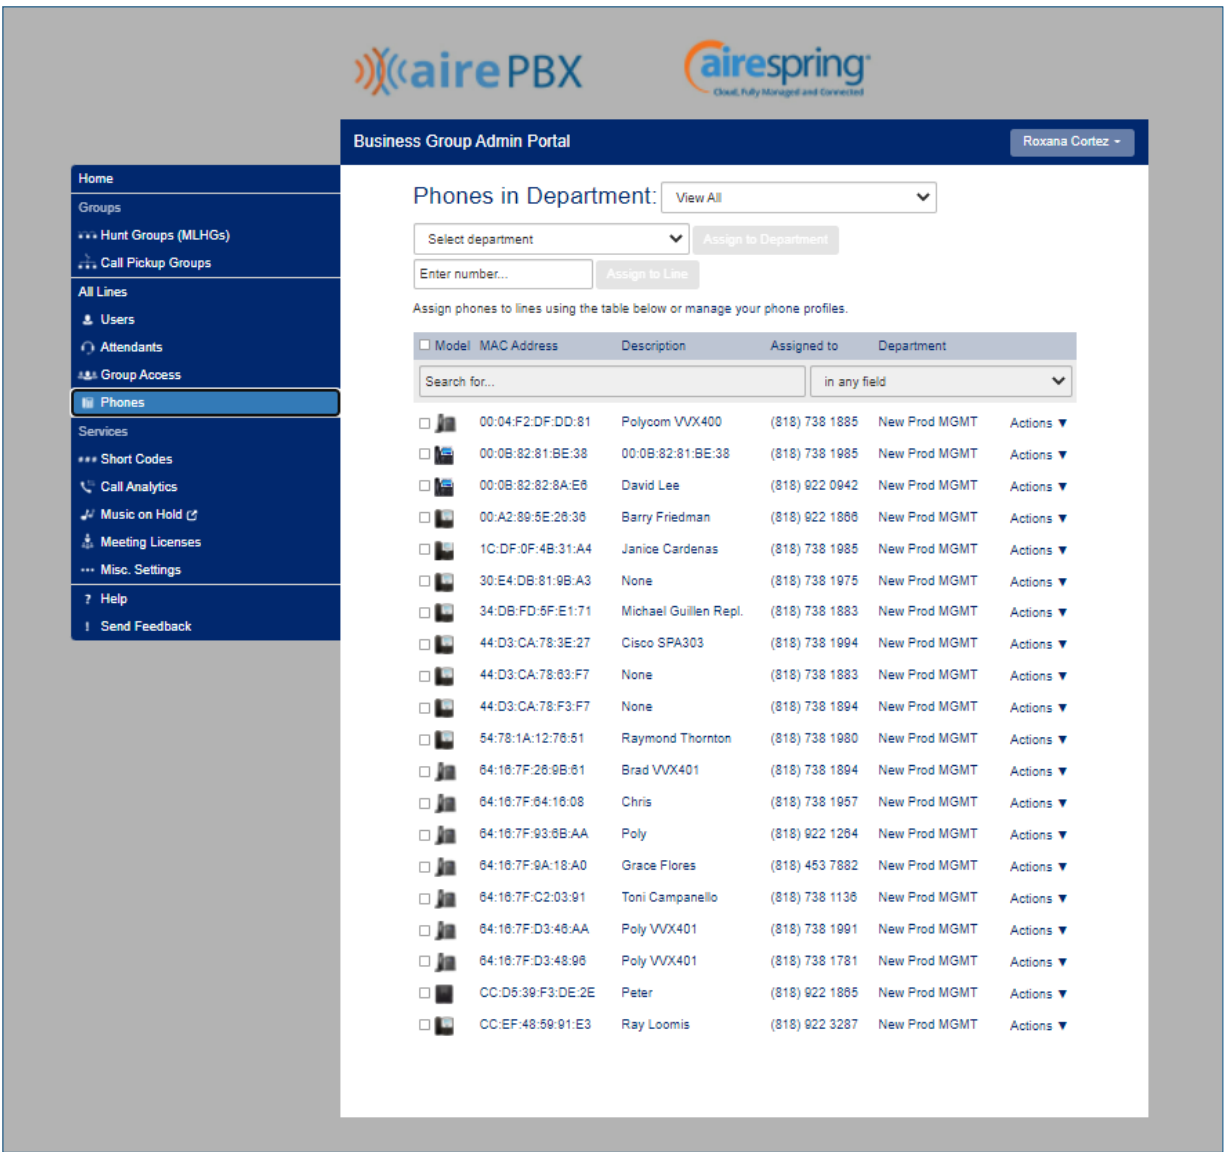 aire PBX
airespring
Cloud, Fully Managed and Connected
Business Group Admin Portal
Roxana Cortez
Home
Groups
Hunt Groups (MLHGs)
Call Pickup Groups
All Lines
Users
Attendants
Group Access
Phones
Services
Short Codes
Call Analytics
Music on Hold
Meeting Licenses
Misc. Settings
? Help
! Send Feedback
Phones in Department: View All
Select department Assign to Department
Enter number... Assign to Line
Assign phones to lines using the table below or manage your phone profiles.
Model MAC Address Description Assigned to Department
Search for... in any field
00:04:F2:DF:DD:81 Polycom VVX400 (818) 738 1885 New Prod MGMT Actions ▼
00:0B:82:81:BE:38 00:0B:82:81:BE:38 (818) 738 1985 New Prod MGMT Actions ▼
00:0B:82:82:8A:E6 David Lee (818) 922 0942 New Prod MGMT Actions ▼
00:A2:89:5E:26:36 Barry Friedman (818) 922 1866 New Prod MGMT Actions ▼
1C:DF:0F:4B:31:A4 Janice Cardenas (818) 738 1985 New Prod MGMT Actions ▼
30:E4:DB:81:9B:A3 None (818) 738 1975 New Prod MGMT Actions ▼
34:DB:FD:5F:E1:71 Michael Guillen Repl. (818) 738 1883 New Prod MGMT Actions ▼
44:D3:CA:78:3E:27 Cisco SPA303 (818) 738 1994 New Prod MGMT Actions ▼
44:D3:CA:78:63:F7 None (818) 738 1883 New Prod MGMT Actions ▼
44:D3:CA:78:F3:F7 None (818) 738 1894 New Prod MGMT Actions ▼
54:78:1A:12:76:51 Raymond Thornton (818) 738 1980 New Prod MGMT Actions ▼
64:16:7F:26:9B:61 Brad VVX401 (818) 738 1894 New Prod MGMT Actions ▼
64:16:7F:64:16:08 Chris (818) 738 1957 New Prod MGMT Actions ▼
64:16:7F:93:6B:AA Poly (818) 922 1264 New Prod MGMT Actions ▼
64:16:7F:9A:18:A0 Grace Flores (818) 453 7882 New Prod MGMT Actions ▼
64:16:7F:C2:03:91 Toni Campanello (818) 738 1136 New Prod MGMT Actions ▼
64:16:7F:D3:46:AA Poly VVX401 (818) 738 1991 New Prod MGMT Actions ▼
64:16:7F:D3:48:96 Poly VVX401 (818) 738 1781 New Prod MGMT Actions ▼
CC:D5:39:F3:DE:2E Peter (818) 922 1865 New Prod MGMT Actions ▼
CC:EF:48:59:91:E3 Ray Loomis (818) 922 3287 New Prod MGMT Actions ▼